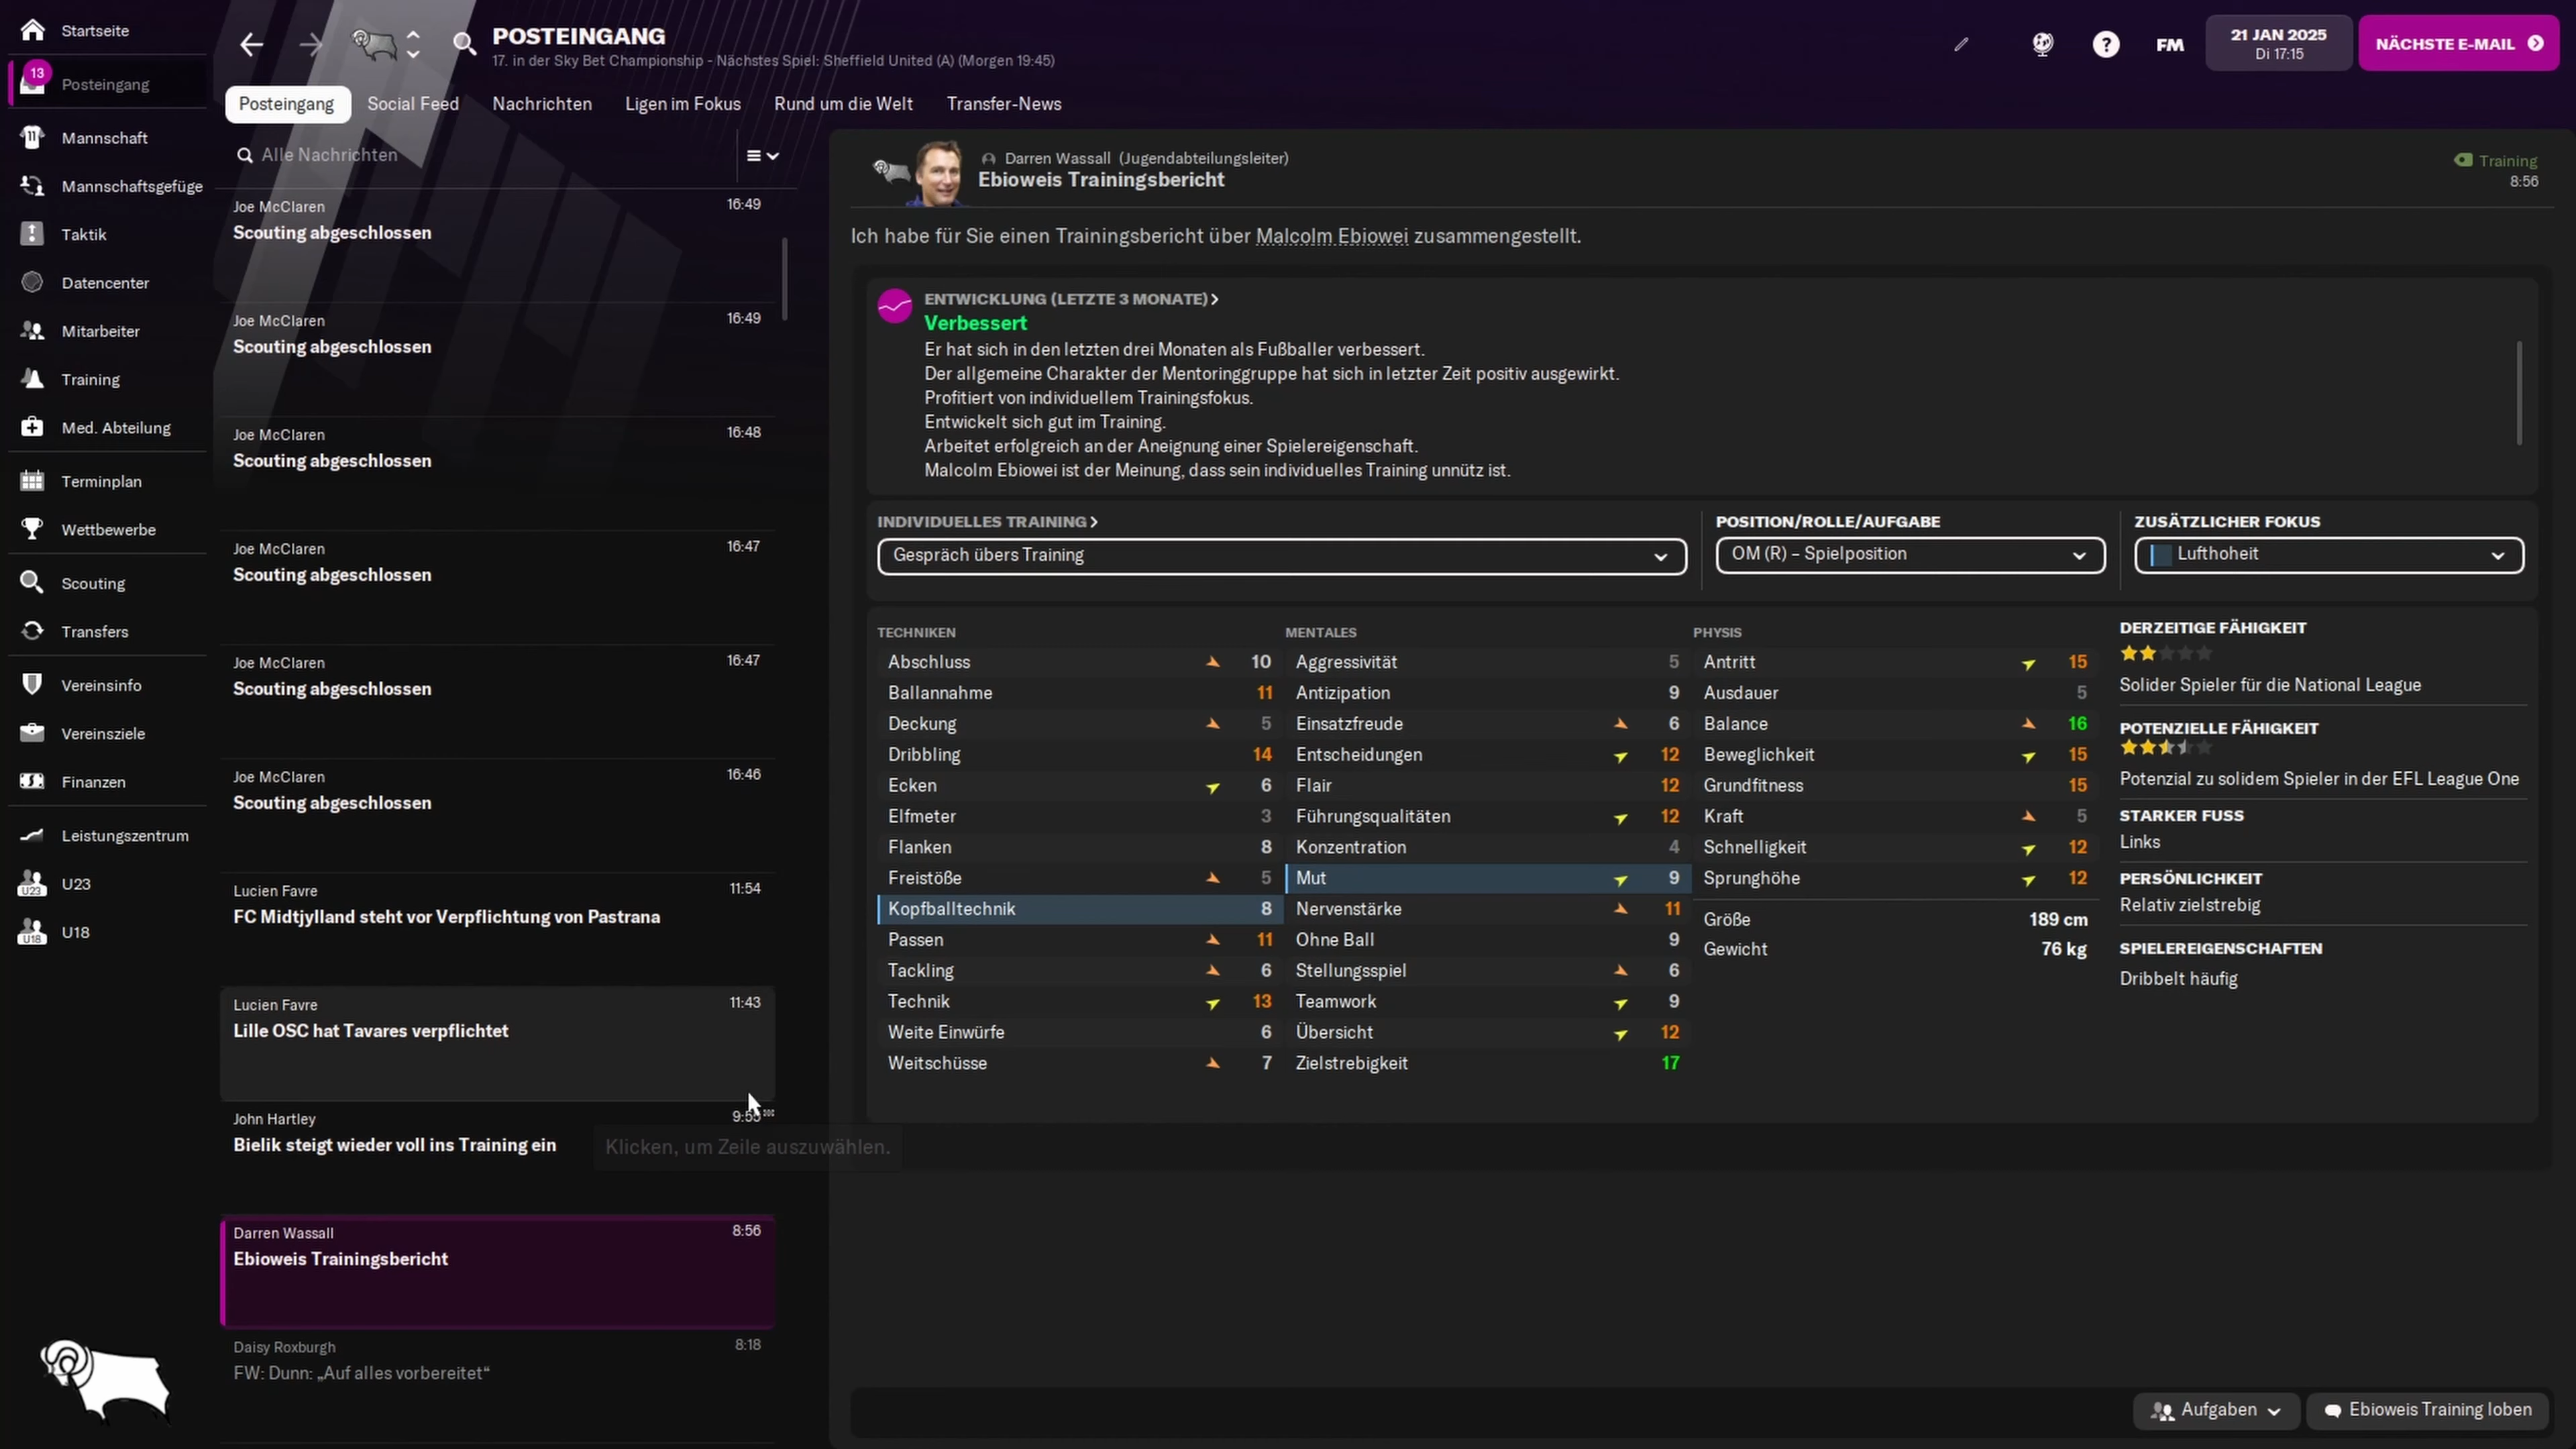 Startseite
13
Posteingang
Mannschaft
Mannschaftsgefüge
Taktik
Datencenter
Mitarbeiter
Training
Med. Abteilung
Terminplan
Wettbewerbe
Scouting
Transfers
Vereinsinfo
Vereinsziele
Finanzen
Leistungszentrum
U23
U23
U18
U18
POSTEINGANG
17. in der Sky Bet Championship - Nächstes Spiel: Sheffield United (A) (Morgen 19:45)
FM
21 JAN 2025
Di 17:15
NÄCHSTE E-MAIL
Posteingang Social Feed Nachrichten Ligen im Fokus Rund um die Welt Transfer-News
Alle Nachrichten
Joe McClaren 16:49
Scouting abgeschlossen
Joe McClaren 16:49
Scouting abgeschlossen
Joe McClaren 16:48
Scouting abgeschlossen
Joe McClaren 16:47
Scouting abgeschlossen
Joe McClaren 16:47
Scouting abgeschlossen
Joe McClaren 16:46
Scouting abgeschlossen
Lucien Favre 11:54
FC Midtjylland steht vor Verpflichtung von Pastrana
Lucien Favre 11:43
Lille OSC hat Tavares verpflichtet
John Hartley
Bielik steigt wieder voll ins Training ein
Klicken, um Zeile auszuwählen.
Darren Wassall 8:56
Ebioweis Trainingsbericht
Daisy Roxburgh 8:18
FW: Dunn: „Auf alles vorbereitet“
Darren Wassall (Jugendabteilungsleiter)
Ebioweis Trainingsbericht
Training
8:56
Ich habe für Sie einen Trainingsbericht über Malcolm Ebiowei zusammengestellt.
ENTWICKLUNG (LETZTE 3 MONATE)
Verbessert
Er hat sich in den letzten drei Monaten als Fußballer verbessert.
Der allgemeine Charakter der Mentoringgruppe hat sich in letzter Zeit positiv ausgewirkt.
Profitiert von individuellem Trainingsfokus.
Entwickelt sich gut im Training.
Arbeitet erfolgreich an der Aneignung einer Spielereigenschaft.
Malcolm Ebiowei ist der Meinung, dass sein individuelles Training unnütz ist.
INDIVIDUELLES TRAINING
Gespräch übers Training
POSITION/ROLLE/AUFGABE
OM (R) – Spielposition
ZUSÄTZLICHER FOKUS
Lufthoheit
TECHNIKEN
Abschluss 10
Ballannahme 11
Deckung 5
Dribbling 14
Ecken 6
Elfmeter 3
Flanken 8
Freistöße 5
Kopfballtechnik 8
Passen 11
Tackling 6
Technik 13
Weite Einwürfe 6
Weitschüsse 7
MENTALES
Aggressivität 5
Antizipation 9
Einsatzfreude 6
Entscheidungen 12
Flair 12
Führungsqualitäten 12
Konzentration 4
Mut 9
Nervenstärke 11
Ohne Ball 9
Stellungsspiel 6
Teamwork 9
Übersicht 12
Zielstrebigkeit 17
PHYSIS
Antritt 15
Ausdauer 5
Balance 16
Beweglichkeit 15
Grundfitness 15
Kraft 5
Schnelligkeit 12
Sprunghöhe 12
Größe 189 cm
Gewicht 76 kg
DERZEITIGE FÄHIGKEIT
Solider Spieler für die National League
POTENZIELLE FÄHIGKEIT
Potenzial zu solidem Spieler in der EFL League One
STARKER FUSS
Links
PERSÖNLICHKEIT
Relativ zielstrebig
SPIELEREIGENSCHAFTEN
Dribbelt häufig
Aufgaben
Ebioweis Training loben